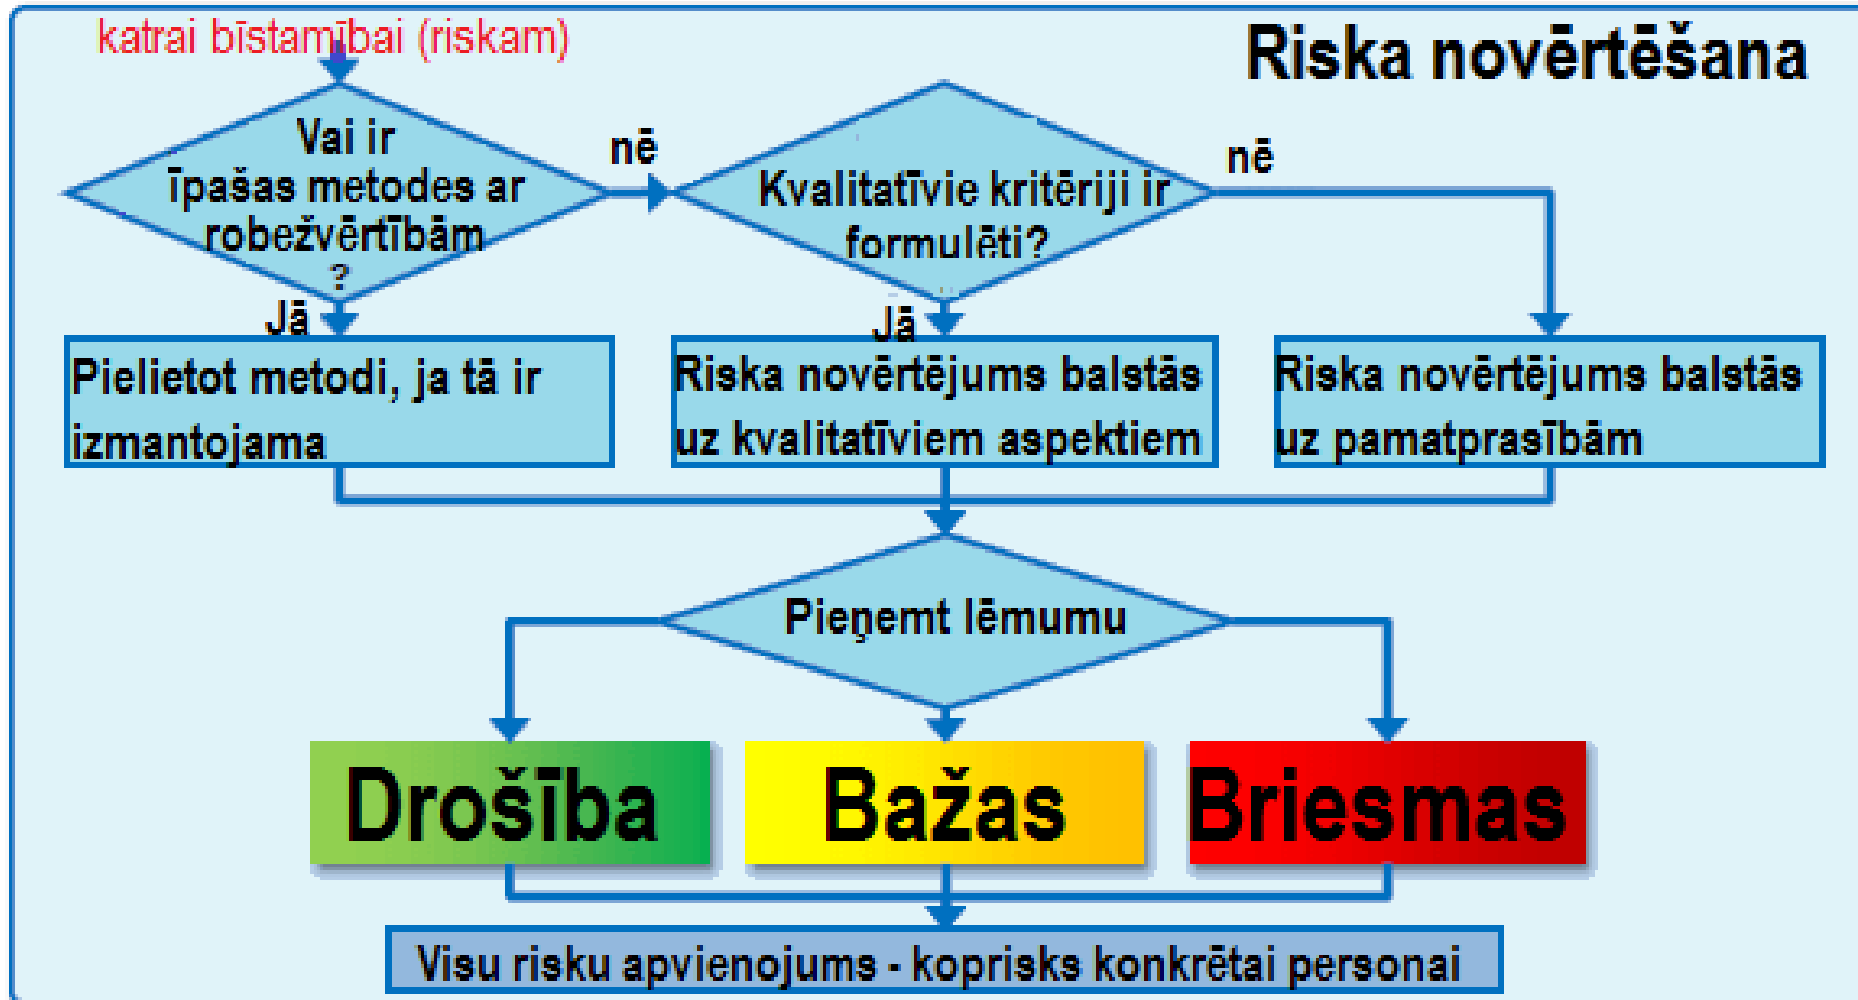 katrai bīstamībai (riskam)
Riska novērtēšana
Vai ir
īpašas metodes ar
robežvērtībām
?
nē
Kvalitatīvie kritēriji ir
formulēti?
nē
Jā
Jā
Pielietot metodi, ja tā ir
izmantojama
Riska novērtējums balstās
uz kvalitatīviem aspektiem
Riska novērtējums balstās
uz pamatprasībām
Pieņemt lēmumu
Drošība
Bažas
Briesmas
Visu risku apvienojums - koprisks konkrētai personai